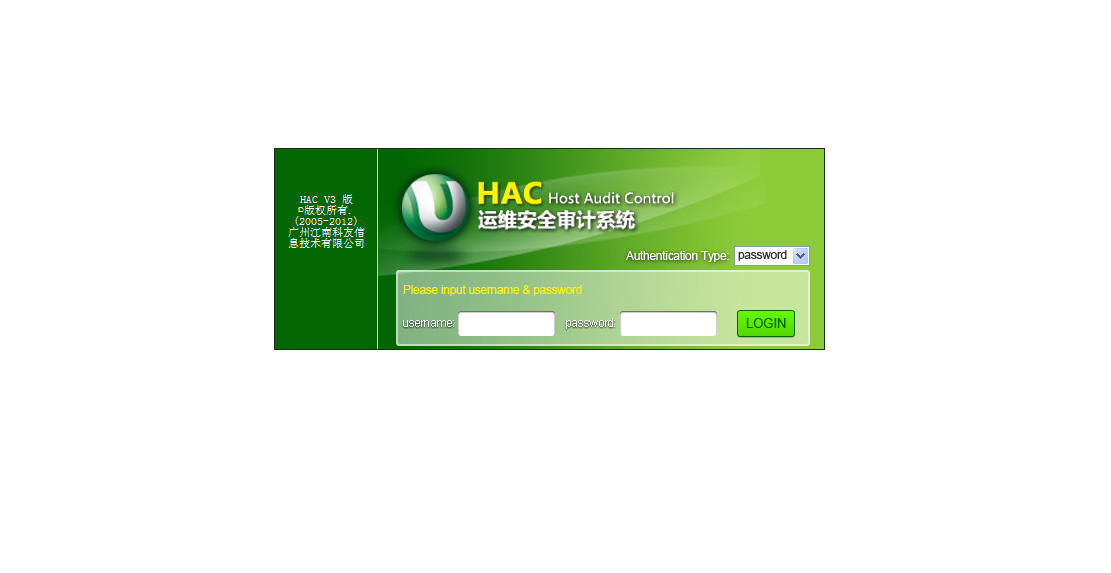 HAC V3 版
©版权所有.
(2005-2012)
广州江南科友信
息技术有限公司
HAC Host Audit Control
运维安全审计系统
Authentication Type: password
Please input username & password
username: password: LOGIN